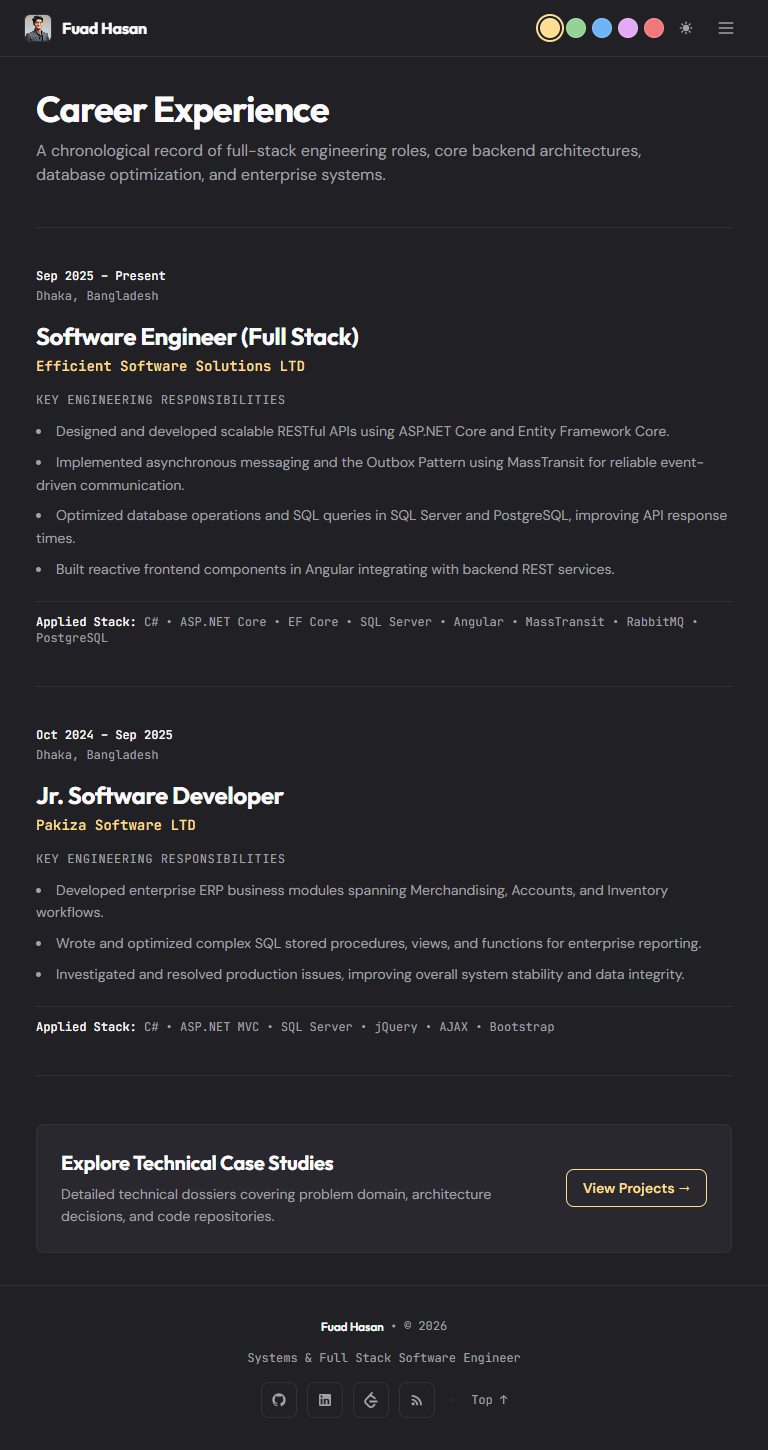 Fuad Hasan
Career Experience
A chronological record of full-stack engineering roles, core backend architectures,
database optimization, and enterprise systems.
Sep 2025 – Present
Dhaka, Bangladesh
Software Engineer (Full Stack)
Efficient Software Solutions LTD
KEY ENGINEERING RESPONSIBILITIES
• Designed and developed scalable RESTful APIs using ASP.NET Core and Entity Framework Core.
• Implemented asynchronous messaging and the Outbox Pattern using MassTransit for reliable event-
driven communication.
• Optimized database operations and SQL queries in SQL Server and PostgreSQL, improving API response
times.
• Built reactive frontend components in Angular integrating with backend REST services.
Applied Stack: C# • ASP.NET Core • EF Core • SQL Server • Angular • MassTransit • RabbitMQ •
PostgreSQL
Oct 2024 – Sep 2025
Dhaka, Bangladesh
Jr. Software Developer
Pakiza Software LTD
KEY ENGINEERING RESPONSIBILITIES
• Developed enterprise ERP business modules spanning Merchandising, Accounts, and Inventory
workflows.
• Wrote and optimized complex SQL stored procedures, views, and functions for enterprise reporting.
• Investigated and resolved production issues, improving overall system stability and data integrity.
Applied Stack: C# • ASP.NET MVC • SQL Server • jQuery • AJAX • Bootstrap
Explore Technical Case Studies
Detailed technical dossiers covering problem domain, architecture
decisions, and code repositories.
View Projects →
Fuad Hasan • © 2026
Systems & Full Stack Software Engineer
· Top ↑